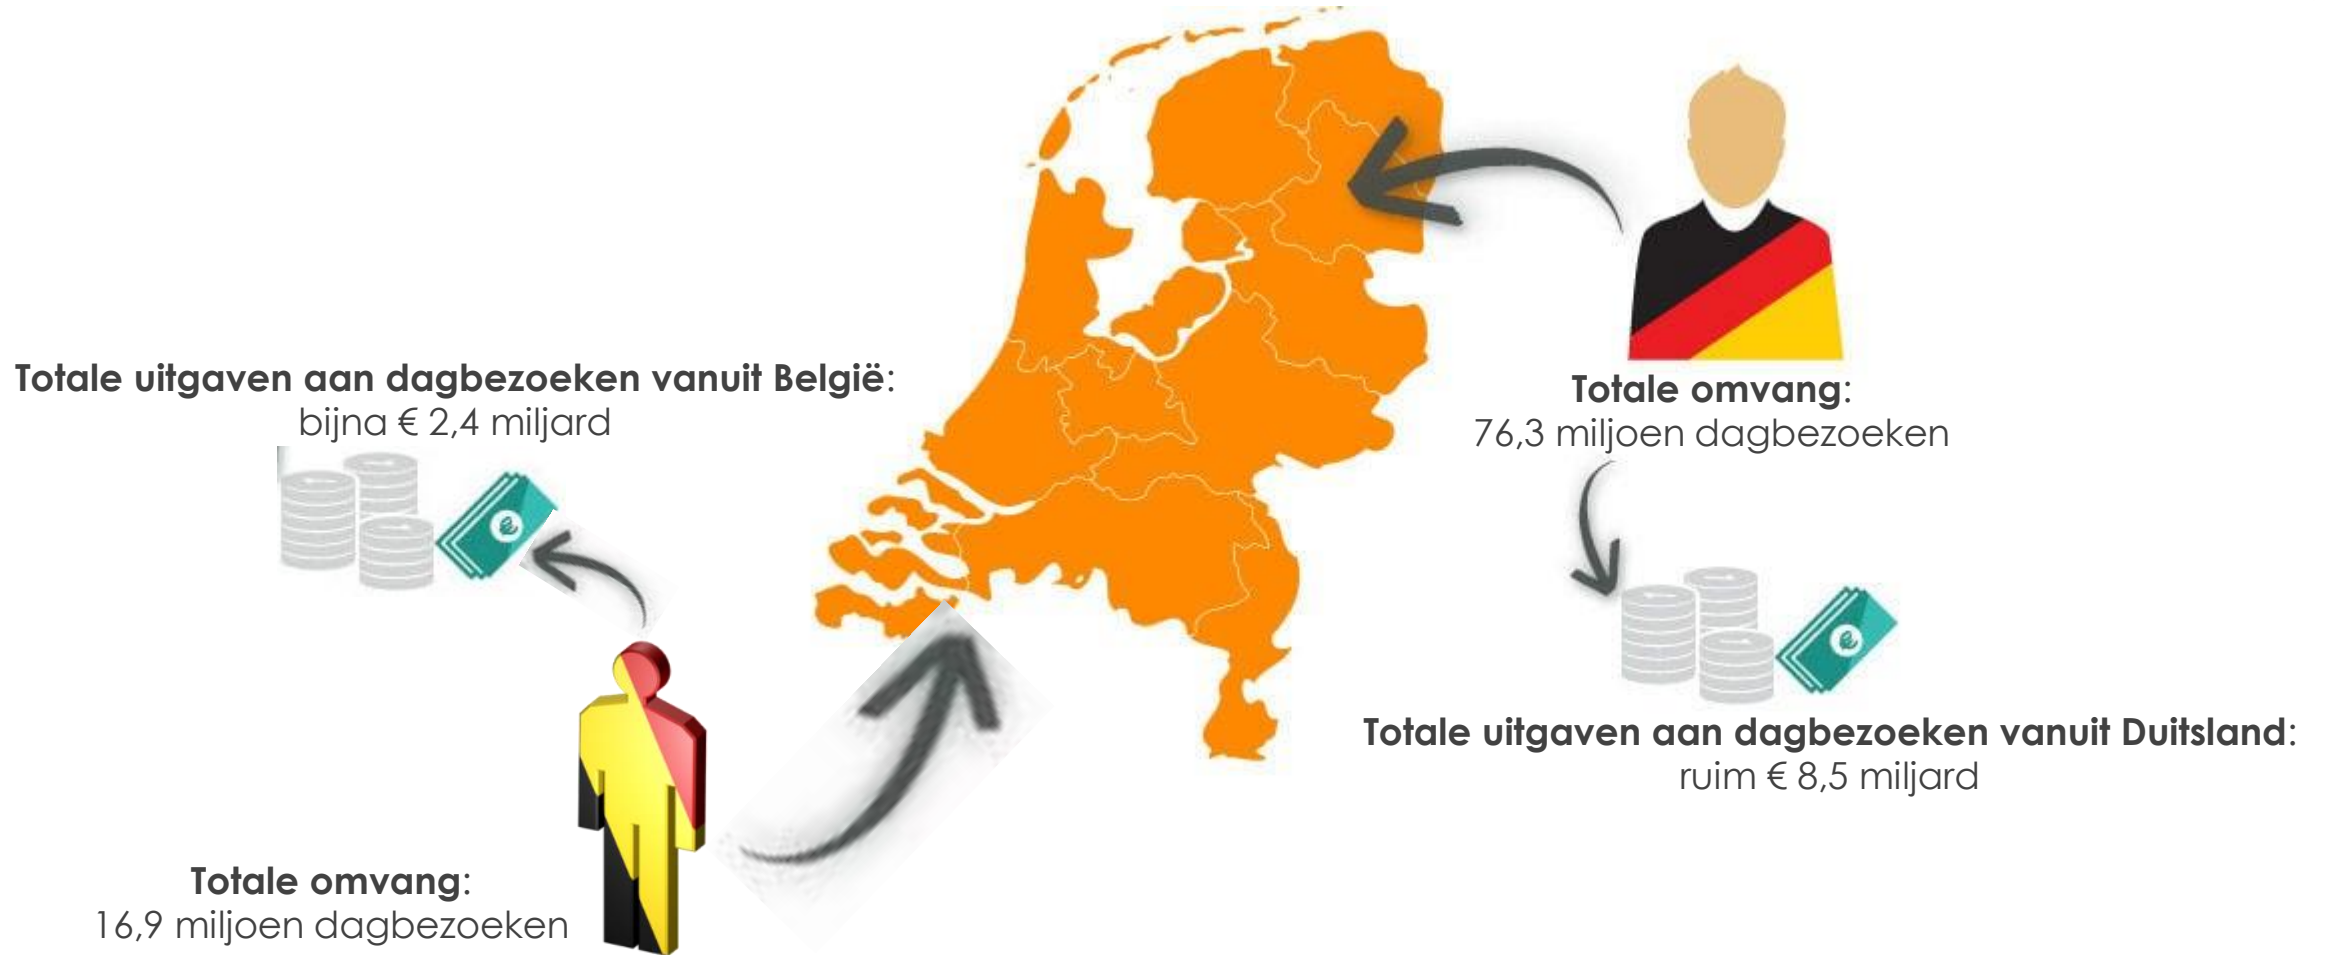 Totale uitgaven aan dagbezoeken vanuit België:
bijna € 2,4 miljard
Totale omvang:
16,9 miljoen dagbezoeken
Totale omvang:
76,3 miljoen dagbezoeken
Totale uitgaven aan dagbezoeken vanuit Duitsland:
ruim € 8,5 miljard